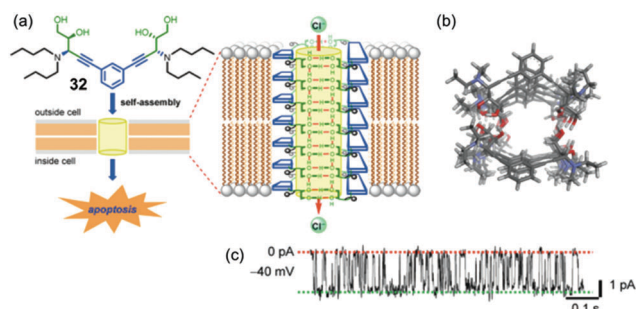 (a)
HO OH HO OH
N N
32
self-assembly
outside cell
inside cell
apoptosis
Cl⁻
Cl⁻
(b)
(c)
0 pA
−40 mV
1 pA
0.1 s